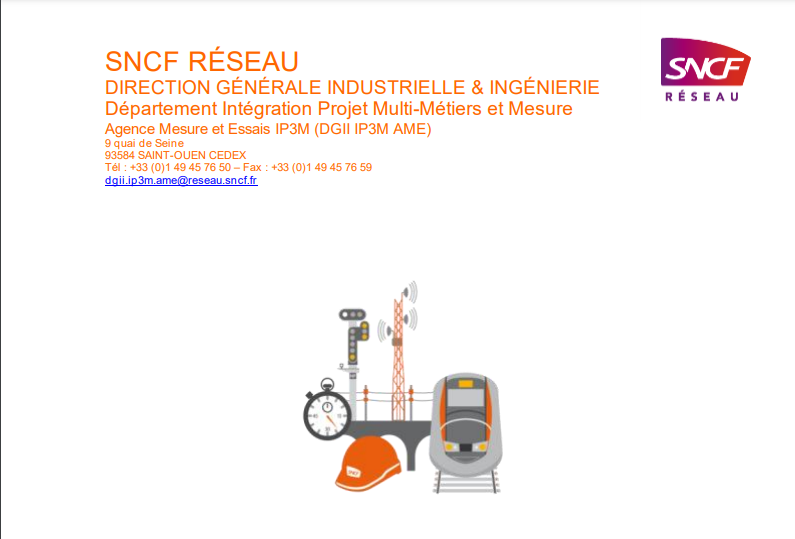 SNCF RÉSEAU
DIRECTION GÉNÉRALE INDUSTRIELLE & INGÉNIERIE
Département Intégration Projet Multi-Métiers et Mesure
Agence Mesure et Essais IP3M (DGII IP3M AME)
9 quai de Seine
93584 SAINT-OUEN CEDEX
Tél : +33 (0)1 49 45 76 50 – Fax : +33 (0)1 49 45 76 59
dgii.ip3m.ame@reseau.sncf.fr
SNCF
RÉSEAU